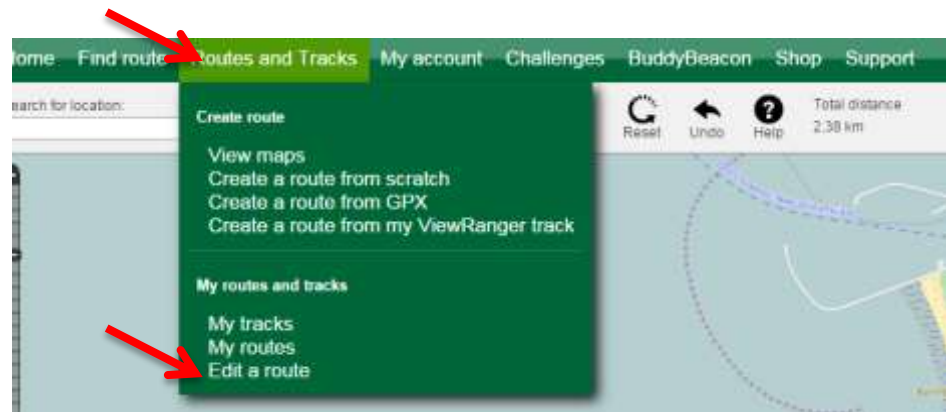 ome Find route Routes and Tracks My account Challenges BuddyBeacon Shop Support
earch for location:
Reset Undo Help
Total distance
2.38 km
Create route
View maps
Create a route from scratch
Create a route from GPX
Create a route from my ViewRanger track
My routes and tracks
My tracks
My routes
Edit a route